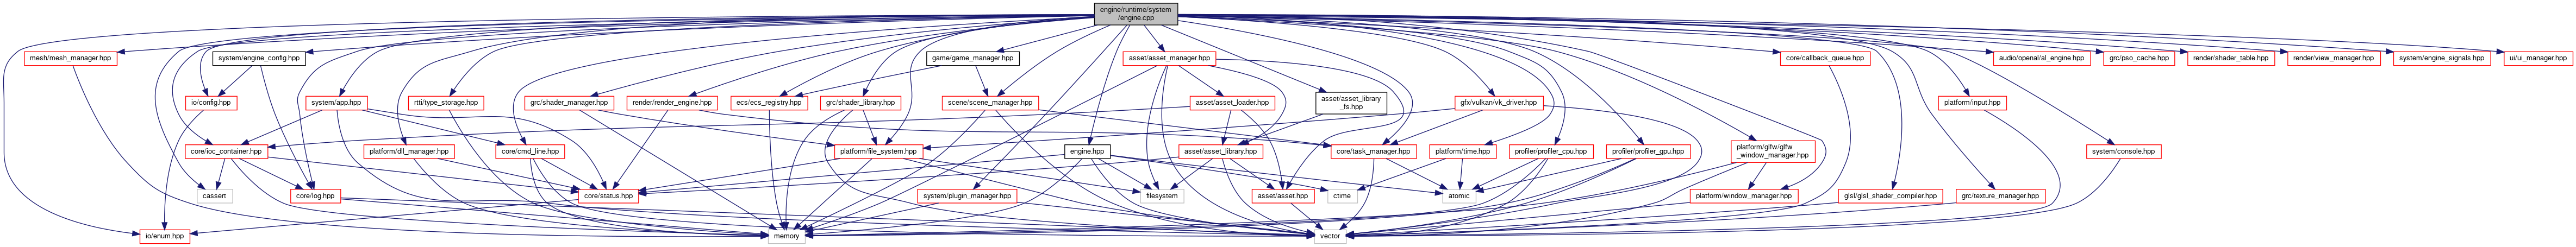 engine/runtime/system
/engine.cpp
mesh/mesh_manager.hpp
system/engine_config.hpp
game/game_manager.hpp
asset/asset_manager.hpp
core/callback_queue.hpp
audio/openal/al_engine.hpp
grc/pso_cache.hpp
render/shader_table.hpp
render/view_manager.hpp
system/engine_signals.hpp
ui/ui_manager.hpp
io/config.hpp
system/app.hpp
rtti/type_storage.hpp
grc/shader_manager.hpp
render/render_engine.hpp
ecs/ecs_registry.hpp
grc/shader_library.hpp
scene/scene_manager.hpp
asset/asset_loader.hpp
asset/asset_library
_fs.hpp
gfx/vulkan/vk_driver.hpp
platform/input.hpp
core/ioc_container.hpp
platform/dll_manager.hpp
core/cmd_line.hpp
platform/file_system.hpp
engine.hpp
asset/asset_library.hpp
core/task_manager.hpp
platform/time.hpp
profiler/profiler_cpu.hpp
profiler/profiler_gpu.hpp
platform/glfw/glfw
_window_manager.hpp
system/console.hpp
cassert
core/log.hpp
core/status.hpp
system/plugin_manager.hpp
filesystem
asset/asset.hpp
ctime
atomic
platform/window_manager.hpp
glsl/glsl_shader_compiler.hpp
grc/texture_manager.hpp
io/enum.hpp
memory
vector